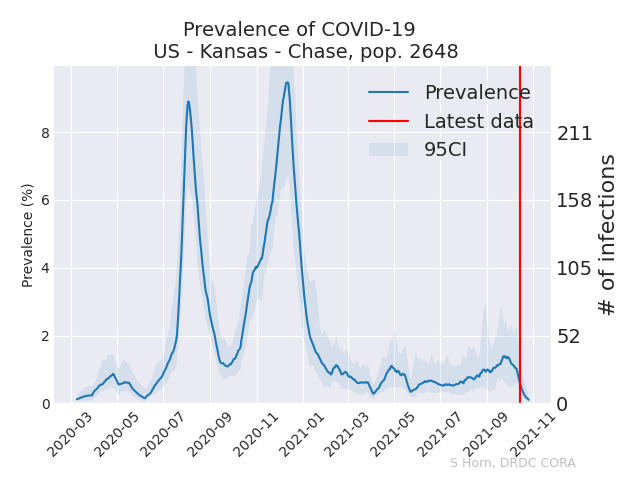 Prevalence of COVID-19
US - Kansas - Chase, pop. 2648
Prevalence
Latest data
95CI
Prevalence (%)
8
6
4
2
0
211
158
105
52
0
# of infections
2020-03
2020-05
2020-07
2020-09
2020-11
2021-01
2021-03
2021-05
2021-07
2021-09
2021-11
S Horn, DRDC CORA